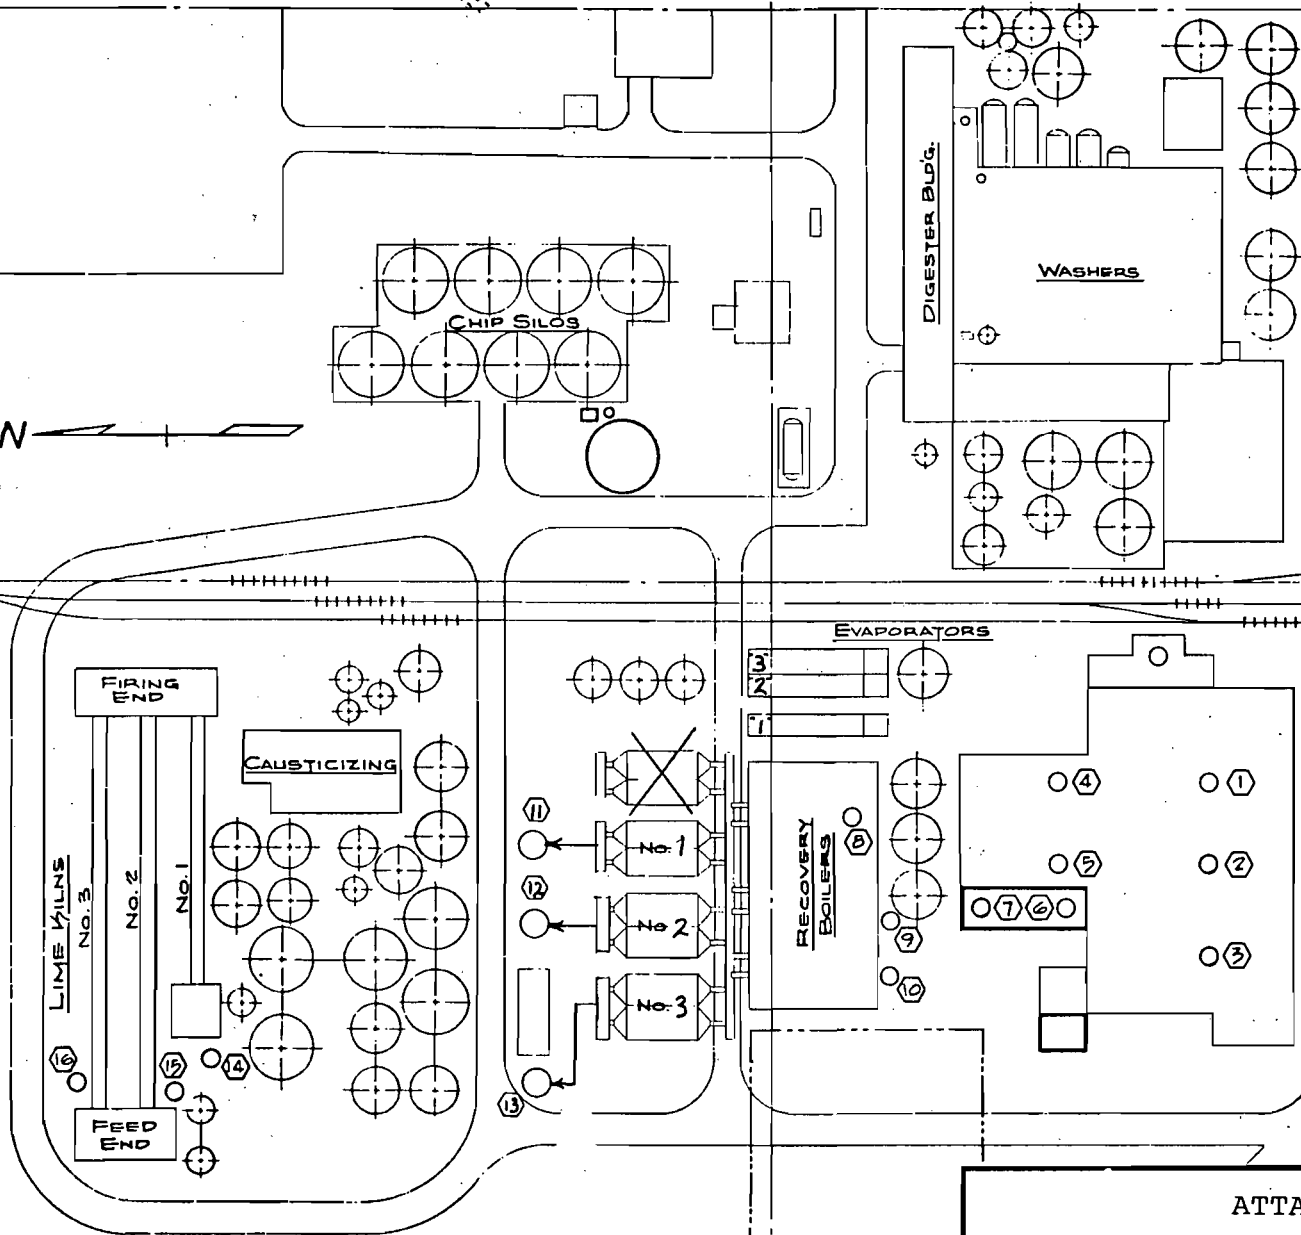 DIGESTER BLD'G.
WASHERS
CHIP SILOS
N
EVAPORATORS
3
2
1
FIRING
END
CAUSTICIZING
LIME KILNS
No. 3
No. 2
No. 1
11
12
13
No. 1
No. 2
No. 3
RECOVERY
BOILERS
8
9
10
4
1
5
2
7
6
3
16
15
14
FEED
END
ATTA